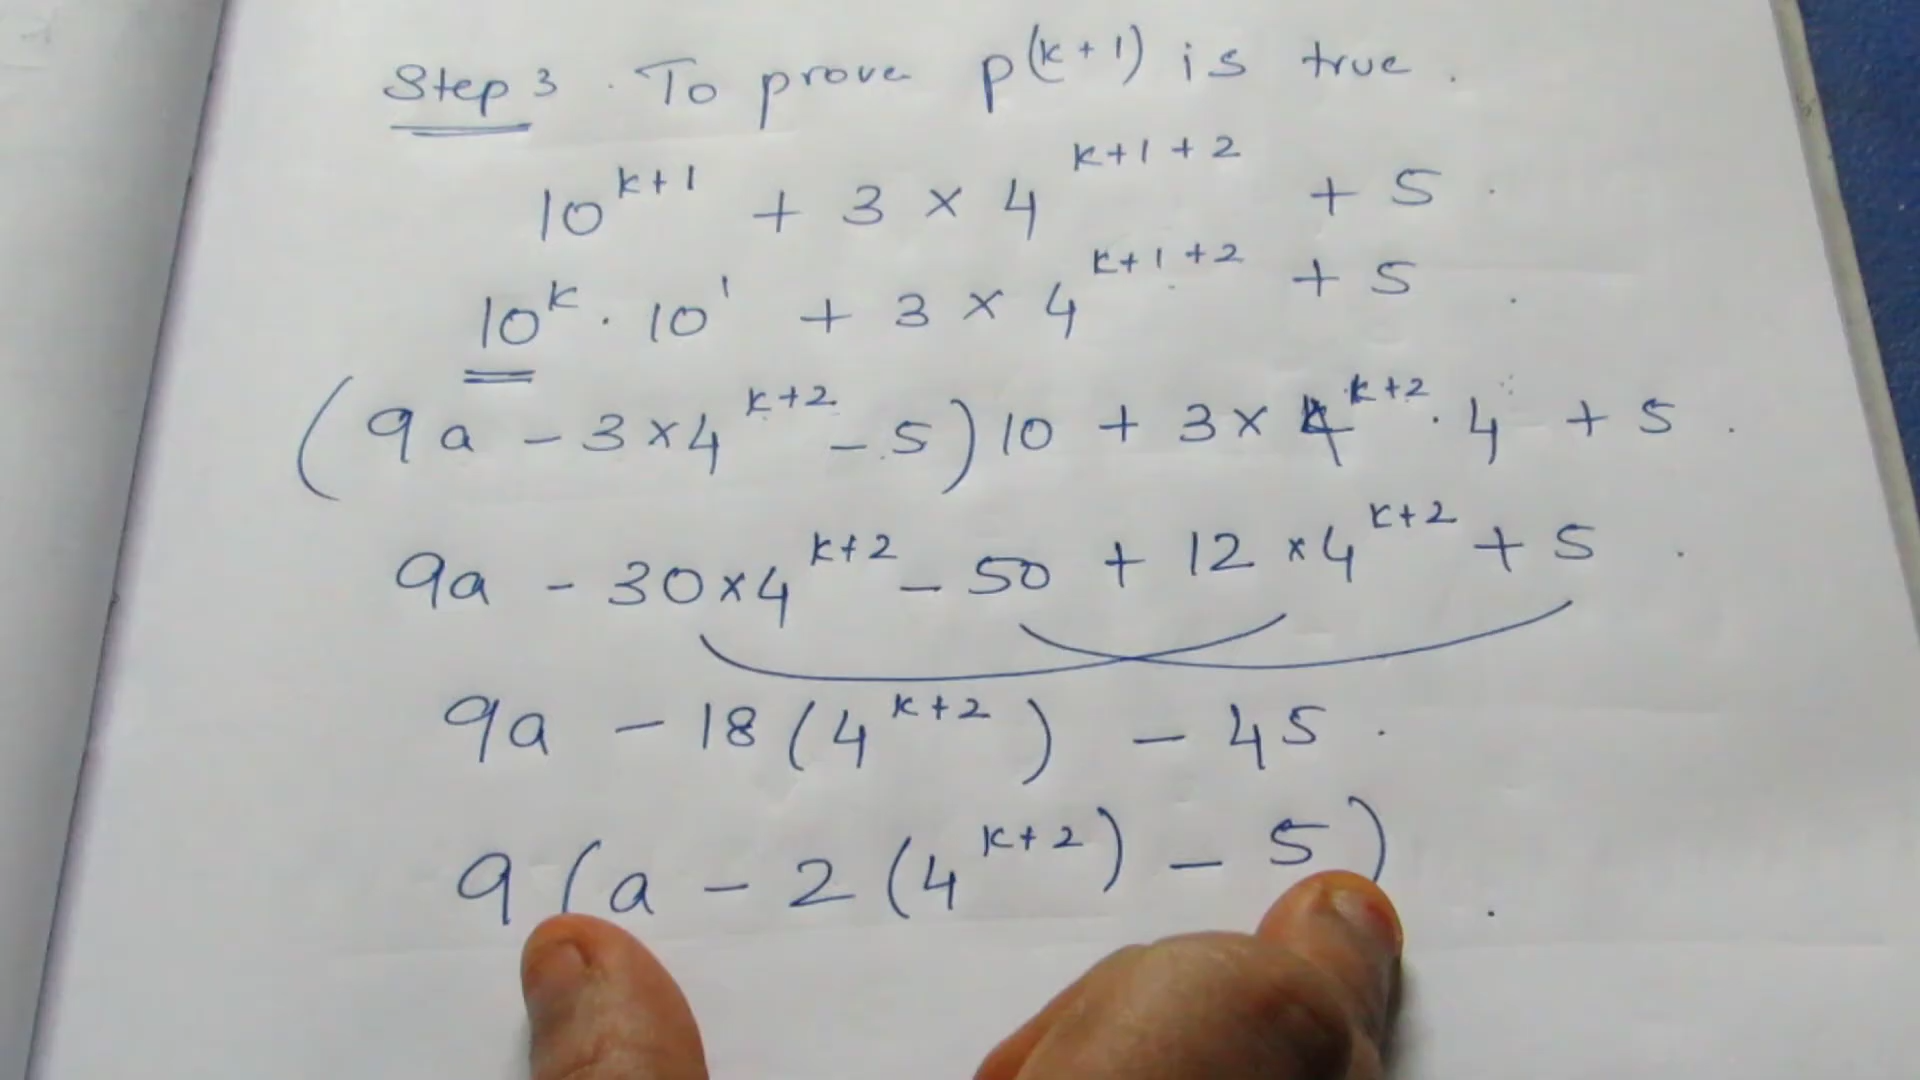 Step 3 . To prove p(k+1) is true .
10^{k+1} + 3 × 4^{k+1+2} + 5 .
10^k . 10^1 + 3 × 4^{k+1+2} + 5 .
(9a - 3×4^{k+2} - 5) 10 + 3 × 4^{k+2} . 4 + 5 .
9a - 30×4^{k+2} - 50 + 12 ×4^{k+2} + 5 .
9a - 18 (4^{k+2}) - 45 .
9 (a - 2 (4^{k+2}) - 5) .